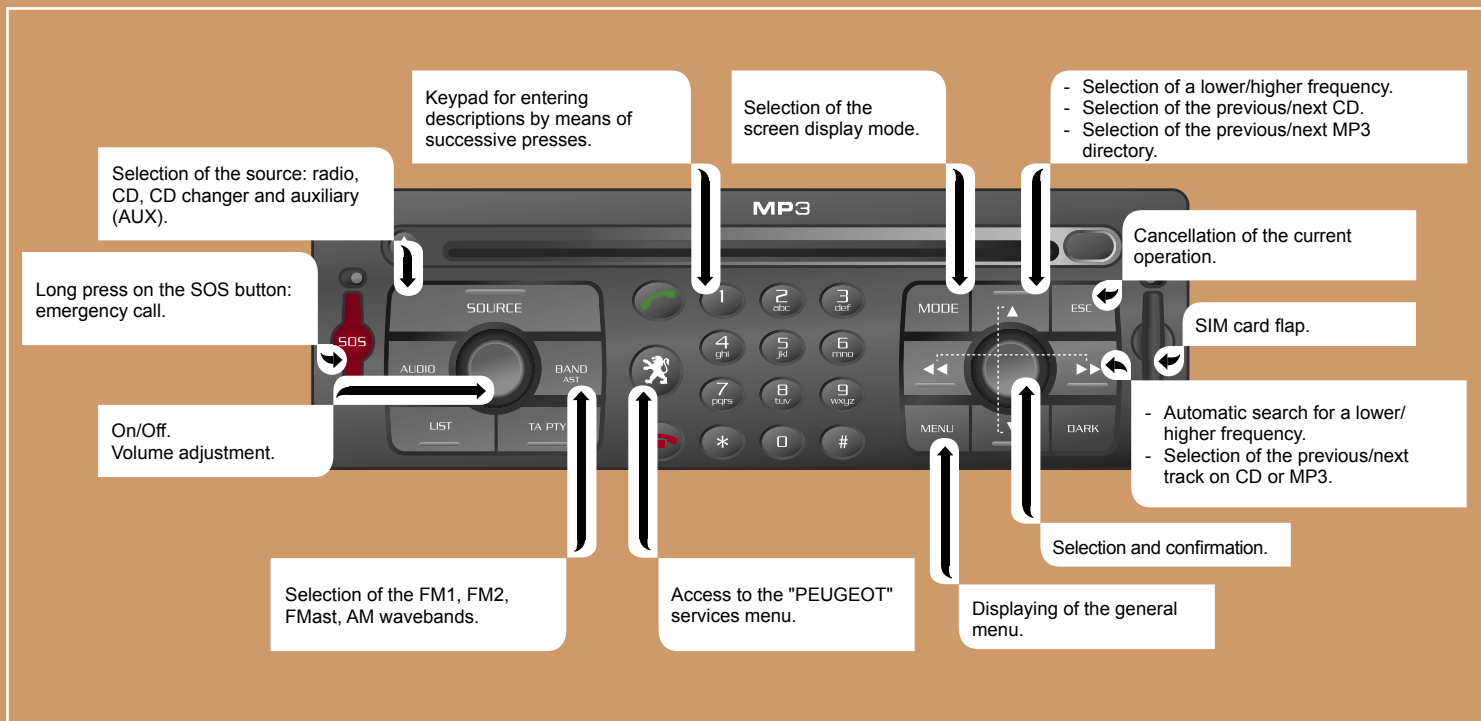 Keypad for entering
descriptions by means of
successive presses.
Selection of the
screen display mode.
- Selection of a lower/higher frequency.
- Selection of the previous/next CD.
- Selection of the previous/next MP3
directory.
Selection of the source: radio,
CD, CD changer and auxiliary
(AUX).
MP3
Cancellation of the current
operation.
Long press on the SOS button:
emergency call.
SIM card flap.
SOURCE
1
2
abc
3
def
MODE
ESC
SOS
AUDIO
BAND
AST
4
ghi
5
jkl
6
mno
7
pqrs
8
tuv
9
wxyz
LIST
TA PTY
*
0
#
MENU
DARK
On/Off.
Volume adjustment.
- Automatic search for a lower/
higher frequency.
- Selection of the previous/next
track on CD or MP3.
Selection and confirmation.
Selection of the FM1, FM2,
FMast, AM wavebands.
Access to the "PEUGEOT"
services menu.
Displaying of the general
menu.